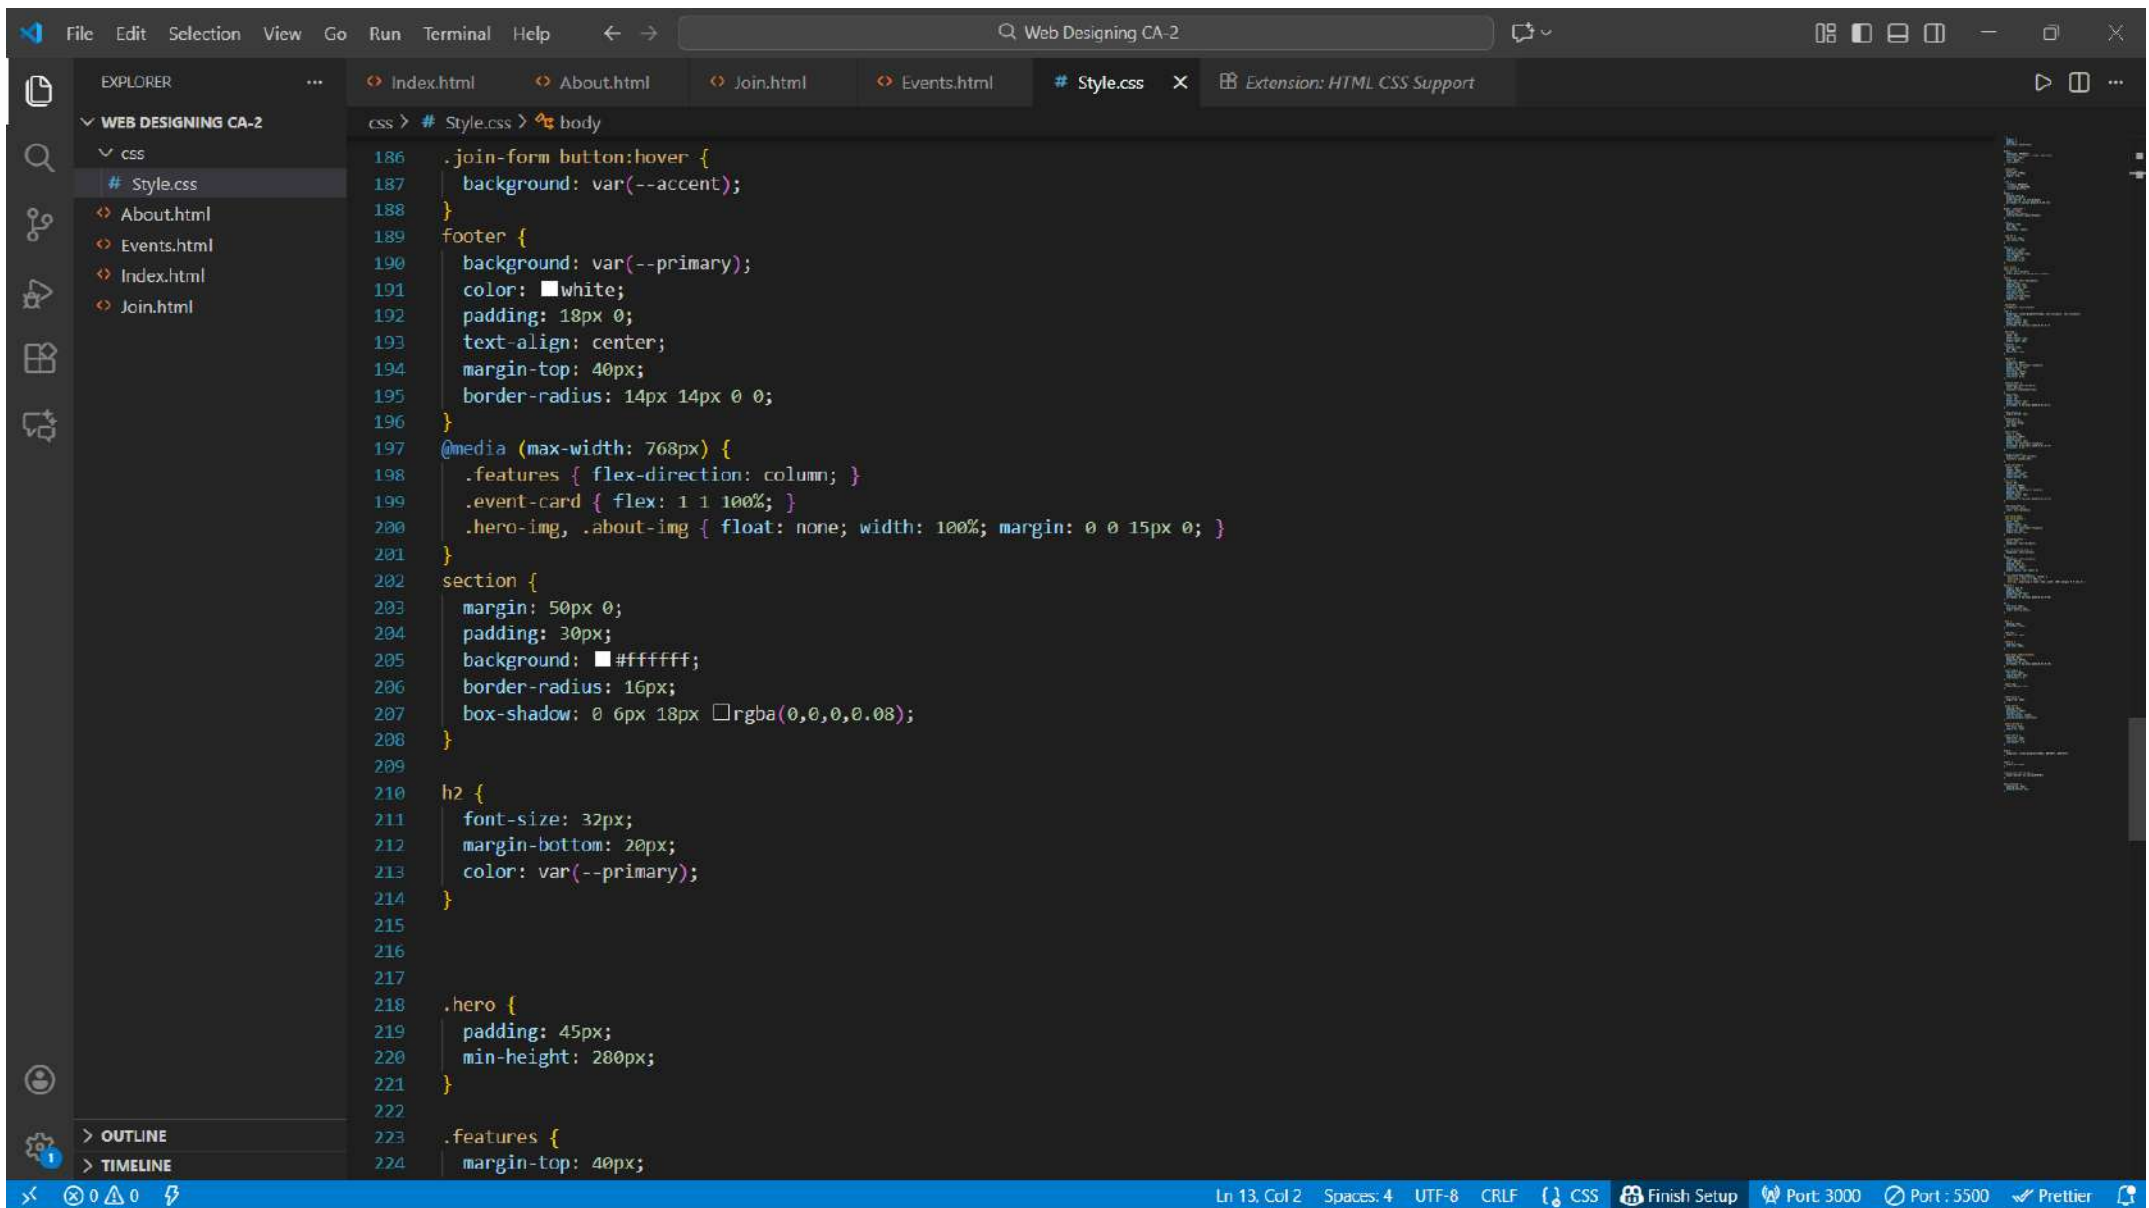 File Edit Selection View Go Run Terminal Help
Web Designing CA-2
EXPLORER
Index.html
About.html
Join.html
Events.html
# Style.css
Extension: HTML CSS Support
WEB DESIGNING CA-2
css
# Style.css
About.html
Events.html
Index.html
Join.html
OUTLINE
TIMELINE
css > # Style.css > body
186 .join-form button:hover {
187 background: var(--accent);
188 }
189 footer {
190 background: var(--primary);
191 color: white;
192 padding: 18px 0;
193 text-align: center;
194 margin-top: 40px;
195 border-radius: 14px 14px 0 0;
196 }
197 @media (max-width: 768px) {
198 .features { flex-direction: column; }
199 .event-card { flex: 1 1 100%; }
200 .hero-img, .about-img { float: none; width: 100%; margin: 0 0 15px 0; }
201 }
202 section {
203 margin: 50px 0;
204 padding: 30px;
205 background: #ffffff;
206 border-radius: 16px;
207 box-shadow: 0 6px 18px rgba(0,0,0,0.08);
208 }
209
210 h2 {
211 font-size: 32px;
212 margin-bottom: 20px;
213 color: var(--primary);
214 }
215
216
217
218 .hero {
219 padding: 45px;
220 min-height: 280px;
221 }
222
223 .features {
224 margin-top: 40px;
1
0 0
Ln 13, Col 2 Spaces: 4 UTF-8 CRLF { } CSS Finish Setup Port: 3000 Port : 5500 Prettier